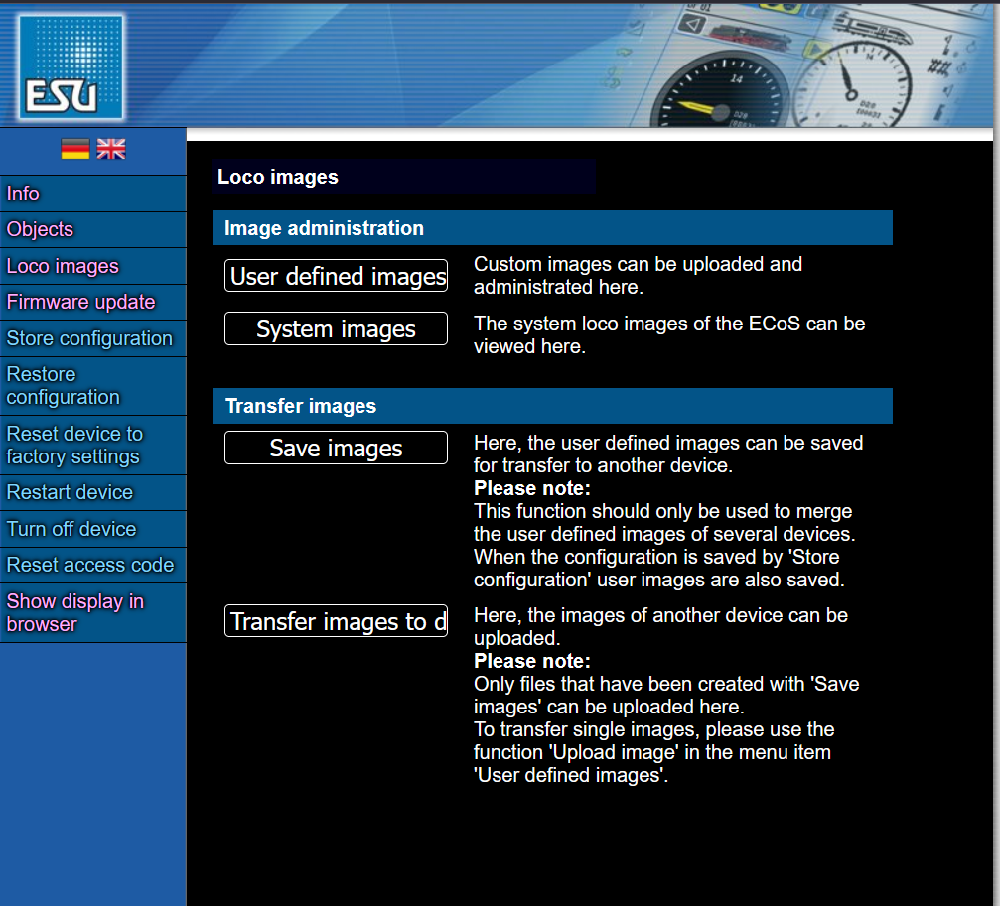 ESU
14
D20
14
D20
Info
Objects
Loco images
Firmware update
Store configuration
Restore
configuration
Reset device to
factory settings
Restart device
Turn off device
Reset access code
Show display in
browser
Loco images
Image administration
User defined images
Custom images can be uploaded and
administrated here.
System images
The system loco images of the ECoS can be
viewed here.
Transfer images
Save images
Here, the user defined images can be saved
for transfer to another device.
Please note:
This function should only be used to merge
the user defined images of several devices.
When the configuration is saved by 'Store
configuration' user images are also saved.
Transfer images to d
Here, the images of another device can be
uploaded.
Please note:
Only files that have been created with 'Save
images' can be uploaded here.
To transfer single images, please use the
function 'Upload image' in the menu item
'User defined images'.